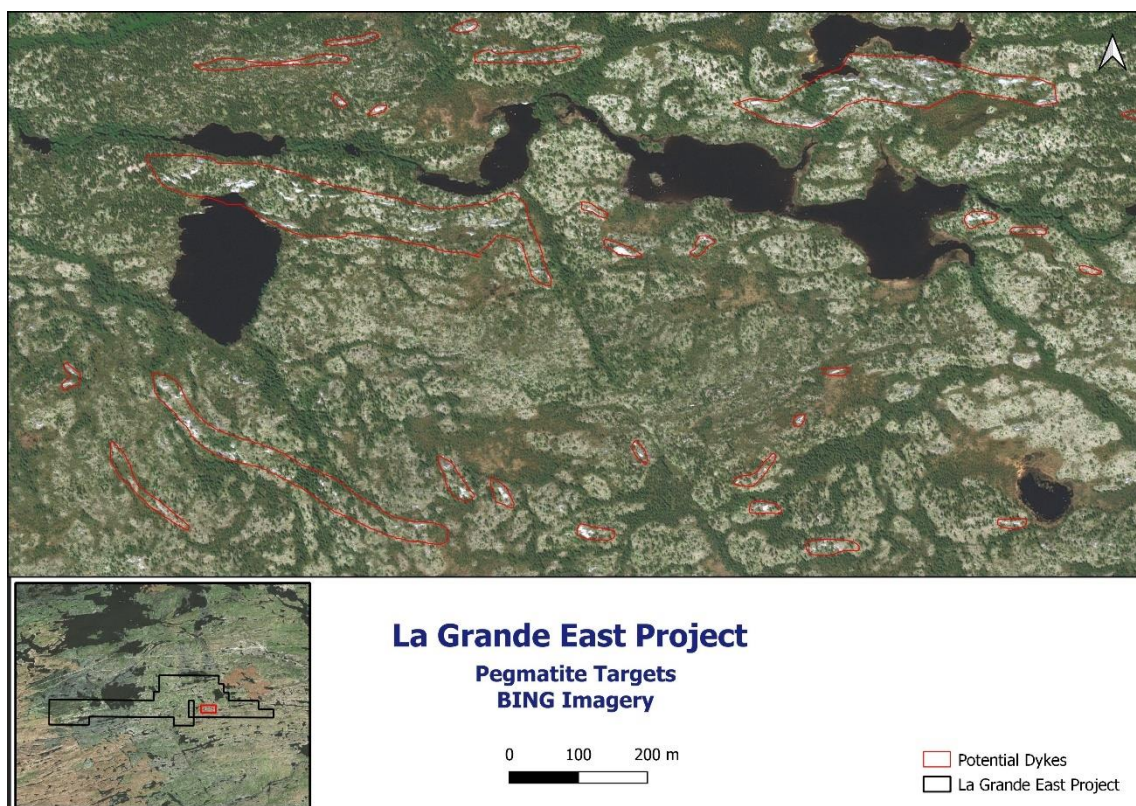 La Grande East Project
Pegmatite Targets
BING Imagery
0 100 200 m
Potential Dykes
La Grande East Project